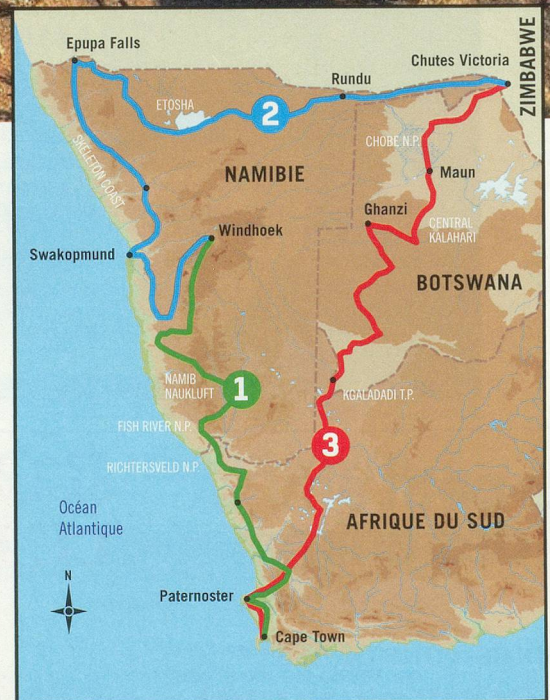 Epupa Falls
Chutes Victoria
ZIMBABWE
Rundu
ETOSHA
2
CHOBE N.P.
SKELETON COAST
NAMIBIE
Maun
Ghanzi
Windhoek
CENTRAL
KALAHARI
Swakopmund
BOTSWANA
NAMIB
NAUKLUFT
1
KGALADADI T.P.
FISH RIVER N.P.
3
RICHTERSVELD N.P.
Océan
Atlantique
AFRIQUE DU SUD
N
Paternoster
Cape Town